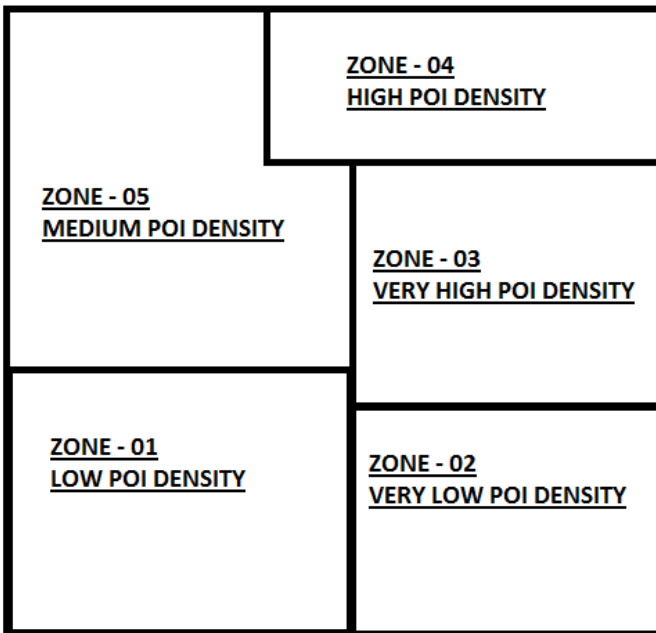 ZONE - 04
HIGH POI DENSITY
ZONE - 05
MEDIUM POI DENSITY
ZONE - 03
VERY HIGH POI DENSITY
ZONE - 01
LOW POI DENSITY
ZONE - 02
VERY LOW POI DENSITY